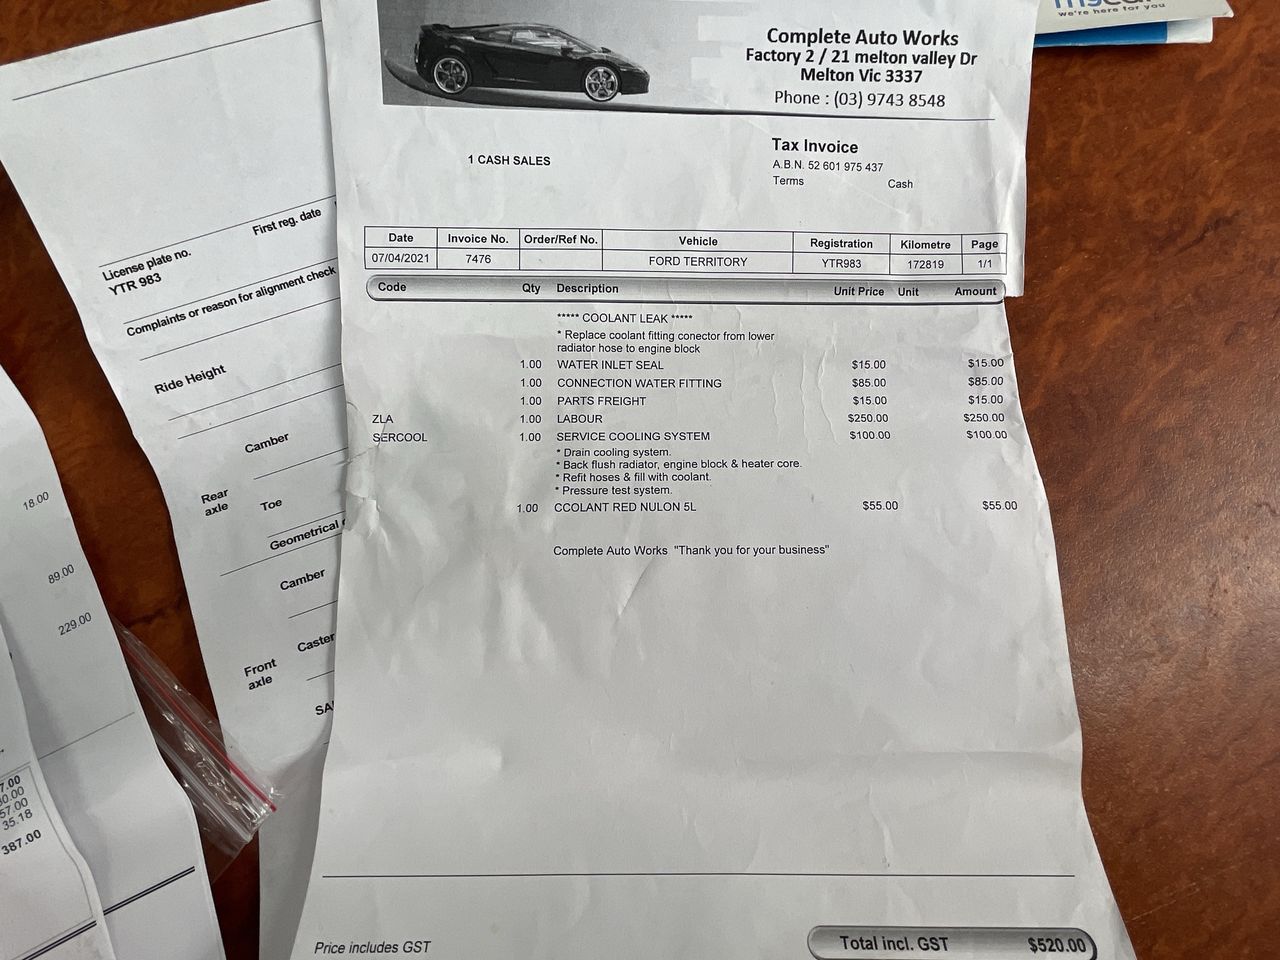 we're here for you
Complete Auto Works
Factory 2 / 21 melton valley Dr
Melton Vic 3337
Phone : (03) 9743 8548
1 CASH SALES
Tax Invoice
A.B.N. 52 601 975 437
Terms Cash
Date Invoice No. Order/Ref No. Vehicle Registration Kilometre Page
07/04/2021 7476 FORD TERRITORY YTR983 172819 1/1
Code Qty Description Unit Price Unit Amount
***** COOLANT LEAK *****
* Replace coolant fitting conector from lower
radiator hose to engine block
1.00 WATER INLET SEAL $15.00 $15.00
1.00 CONNECTION WATER FITTING $85.00 $85.00
1.00 PARTS FREIGHT $15.00 $15.00
ZLA 1.00 LABOUR $250.00 $250.00
SERCOOL 1.00 SERVICE COOLING SYSTEM $100.00 $100.00
* Drain cooling system.
* Back flush radiator, engine block & heater core.
* Refit hoses & fill with coolant.
* Pressure test system.
1.00 CCOLANT RED NULON 5L $55.00 $55.00
Complete Auto Works "Thank you for your business"
Price includes GST
Total incl. GST $520.00
First reg. date
License plate no.
YTR 983
Complaints or reason for alignment check
Ride Height
Camber
Rear
axle
Toe
Geometrical
Camber
Caster
Front
axle
18.00
89.00
229.00
35.18
387.00